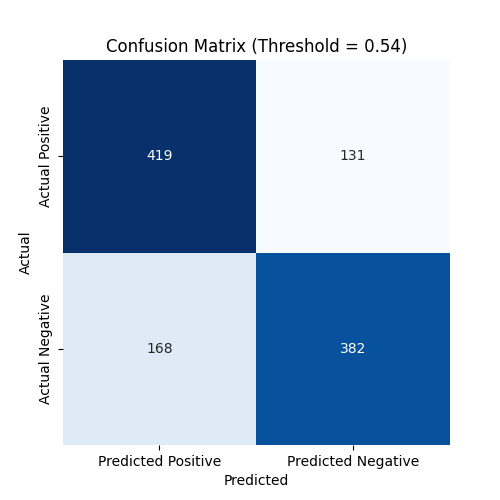 Confusion Matrix (Threshold = 0.54)
Actual
Actual Positive
419 131
Actual Negative
168 382
Predicted Positive Predicted Negative
Predicted